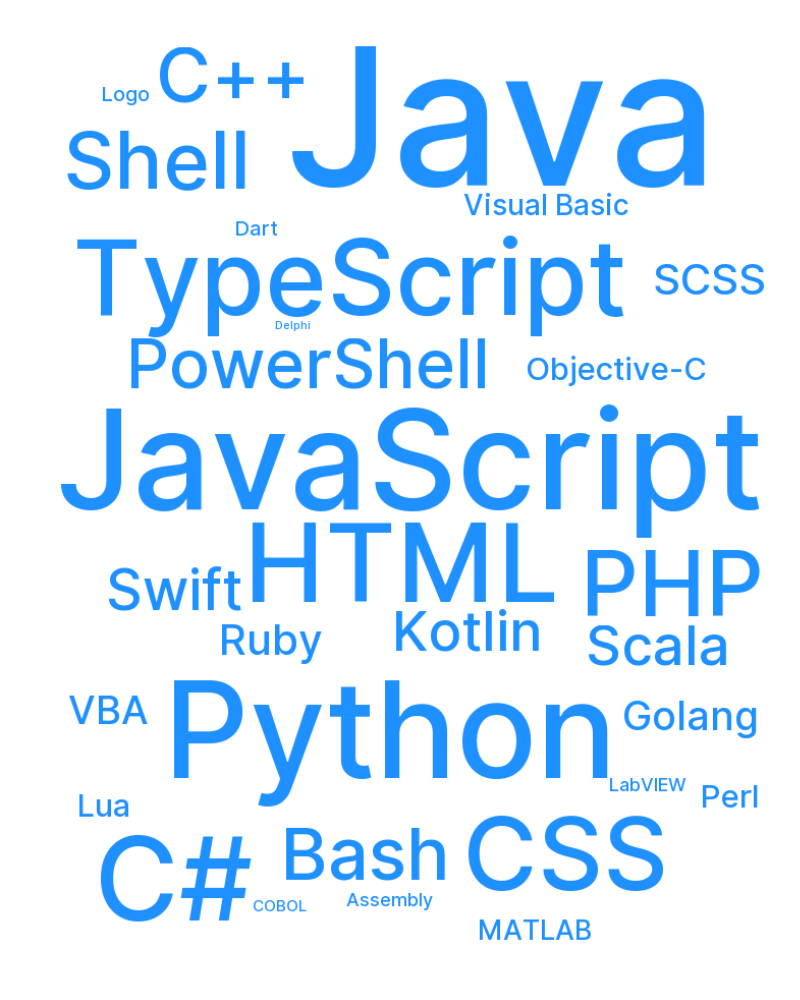 C++ Java
Logo
Shell
Visual Basic
Dart
TypeScript SCSS
Delphi
PowerShell Objective-C
JavaScript
HTML PHP
Swift
Ruby Kotlin Scala
VBA Python Golang
LabVIEW
Lua Perl
C# Bash CSS
COBOL Assembly
MATLAB